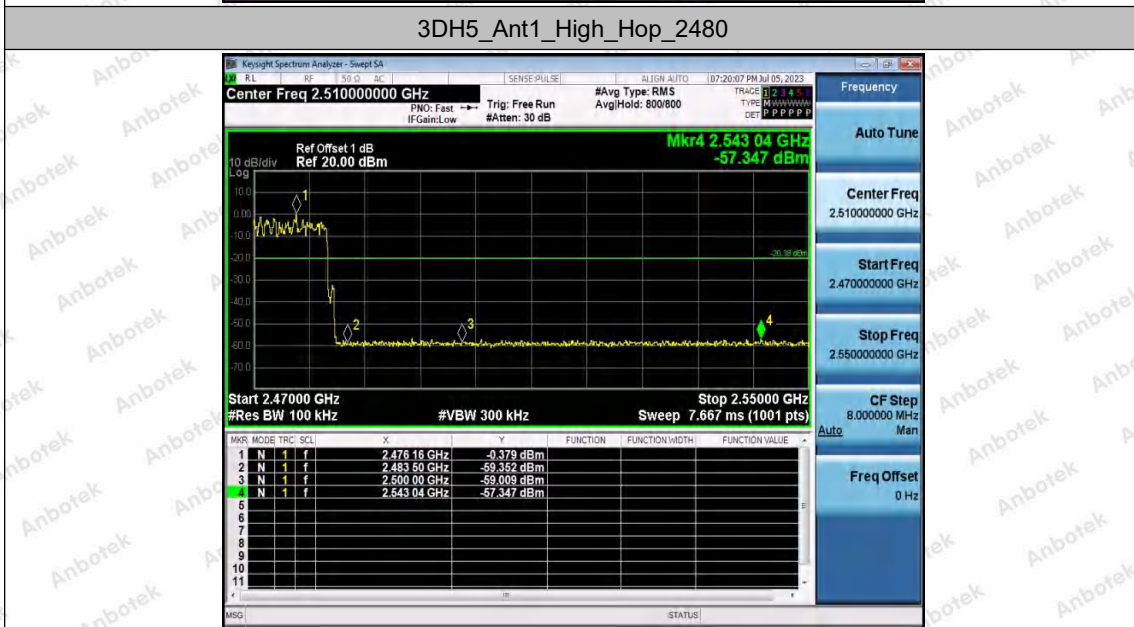 3DH5_Ant1_High_Hop_2480
Keysight Spectrum Analyzer - Swept SA
RL RF 50 Ω AC SENSE:PULSE ALIGN AUTO 07:20:07 PM Jul 05, 2023
Center Freq 2.510000000 GHz
PNO: Fast
IFGain:Low
Trig: Free Run
#Atten: 30 dB
#Avg Type: RMS
Avg|Hold: 800/800
TRACE 1 2 3 4 5 6
TYPE M WWWWW
DET P P P P P P
Ref Offset 1 dB
10 dB/div Ref 20.00 dBm
Log
Mkr4 2.543 04 GHz
-57.347 dBm
10.0
0.00
-10.0
-20.0
-30.0
-40.0
-50.0
-60.0
-70.0
1
2
3
4
-20.38 dBm
Start 2.47000 GHz Stop 2.55000 GHz
#Res BW 100 kHz #VBW 300 kHz Sweep 7.667 ms (1001 pts)
MKR MODE TRC SCL X Y FUNCTION FUNCTION WIDTH FUNCTION VALUE
1 N 1 f 2.476 16 GHz -0.379 dBm
2 N 1 f 2.483 50 GHz -59.352 dBm
3 N 1 f 2.500 00 GHz -59.009 dBm
4 N 1 f 2.543 04 GHz -57.347 dBm
5
6
7
8
9
10
11
MSG STATUS
Frequency
Auto Tune
Center Freq
2.510000000 GHz
Start Freq
2.470000000 GHz
Stop Freq
2.550000000 GHz
CF Step
8.000000 MHz
Auto Man
Freq Offset
0 Hz
Anbotek